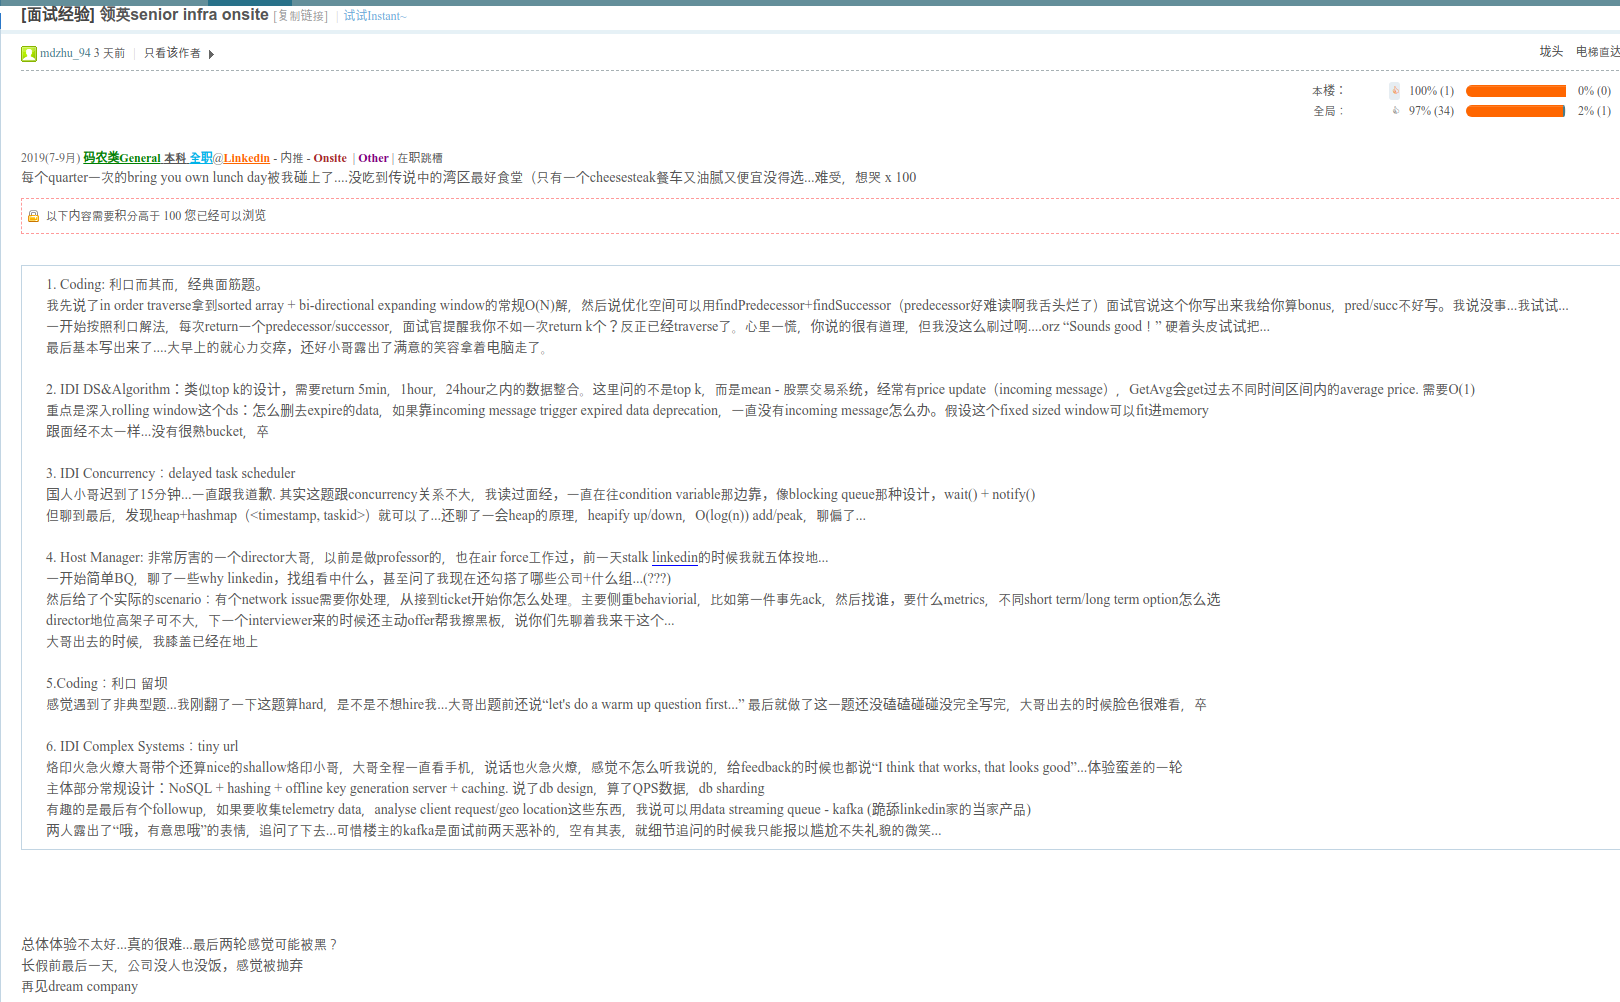 [面试经验] 领英senior infra onsite [复制链接] | 试试Instant~
mdzhu_94 3 天前 | 只看该作者
垅头 电梯直达
本楼： 100% (1) 0% (0)
全局： 97% (34) 2% (1)
2019(7-9月) 码农类General 本科 全职@Linkedin - 内推 - Onsite | Other | 在职跳槽
每个quarter一次的bring you own lunch day被我碰上了....没吃到传说中的湾区最好食堂（只有一个cheesesteak餐车又油腻又便宜没得选...难受，想哭 x 100
以下内容需要积分高于 100 您已经可以浏览
1. Coding: 利口而其而，经典面筋题。
我先说了in order traverse拿到sorted array + bi-directional expanding window的常规O(N)解，然后说优化空间可以用findPredecessor+findSuccessor（predecessor好难读啊我舌头烂了）面试官说这个你写出来我给你算bonus，pred/succ不好写。我说没事...我试试...
一开始按照利口解法，每次return一个predecessor/successor，面试官提醒我你不如一次return k个？反正已经traverse了。心里一慌，你说的很有道理，但我没这么刷过啊....orz “Sounds good！” 硬着头皮试试把...
最后基本写出来了....大早上的就心力交瘁，还好小哥露出了满意的笑容拿着电脑走了。
2. IDI DS&Algorithm：类似top k的设计，需要return 5min，1hour，24hour之内的数据整合。这里问的不是top k，而是mean - 股票交易系统，经常有price update（incoming message），GetAvg会get过去不同时间区间内的average price. 需要O(1)
重点是深入rolling window这个ds：怎么删去expire的data，如果靠incoming message trigger expired data deprecation，一直没有incoming message怎么办。假设这个fixed sized window可以fit进memory
跟面经不太一样...没有很熟bucket，卒
3. IDI Concurrency：delayed task scheduler
国人小哥迟到了15分钟...一直跟我道歉. 其实这题跟concurrency关系不大，我读过面经，一直在往condition variable那边靠，像blocking queue那种设计，wait() + notify()
但聊到最后，发现heap+hashmap（<timestamp, taskid>）就可以了...还聊了一会heap的原理，heapify up/down，O(log(n)) add/peak，聊偏了...
4. Host Manager: 非常厉害的一个director大哥，以前是做professor的，也在air force工作过，前一天stalk linkedin的时候我就五体投地...
一开始简单BQ，聊了一些why linkedin，找组看中什么，甚至问了我现在还勾搭了哪些公司+什么组...(???)
然后给了个实际的scenario：有个network issue需要你处理，从接到ticket开始你怎么处理。主要侧重behaviorial，比如第一件事先ack，然后找谁，要什么metrics，不同short term/long term option怎么选
director地位高架子可不大，下一个interviewer来的时候还主动offer帮我擦黑板，说你们先聊着我来干这个...
大哥出去的时候，我膝盖已经在地上
5.Coding：利口 留坝
感觉遇到了非典型题...我刚翻了一下这题算hard，是不是不想hire我...大哥出题前还说“let's do a warm up question first...” 最后就做了这一题还没磕磕碰碰没完全写完，大哥出去的时候脸色很难看，卒
6. IDI Complex Systems：tiny url
烙印火急火燎大哥带个还算nice的shallow烙印小哥，大哥全程一直看手机，说话也火急火燎，感觉不怎么听我说的，给feedback的时候也都说“I think that works, that looks good”...体验蛮差的一轮
主体部分常规设计：NoSQL + hashing + offline key generation server + caching. 说了db design，算了QPS数据，db sharding
有趣的是最后有个followup，如果要收集telemetry data，analyse client request/geo location这些东西，我说可以用data streaming queue - kafka (跪舔linkedin家的当家产品)
两人露出了“哦，有意思哦”的表情，追问了下去...可惜楼主的kafka是面试前两天恶补的，空有其表，就细节追问的时候我只能报以尴尬不失礼貌的微笑...
总体体验不太好...真的很难...最后两轮感觉可能被黑？
长假前最后一天，公司没人也没饭，感觉被抛弃
再见dream company